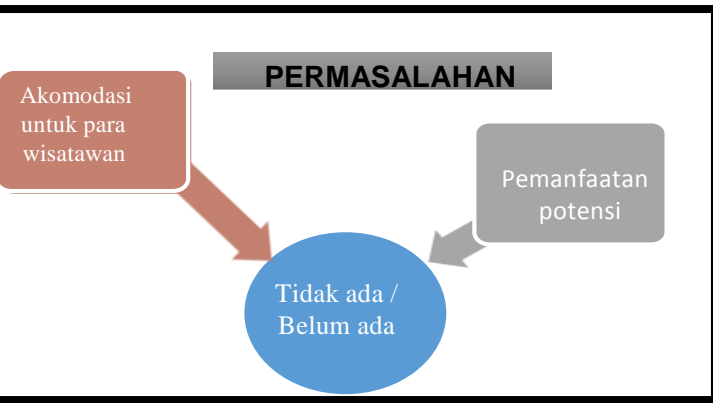 PERMASALAHAN
Akomodasi
untuk para
wisatawan
Pemanfaatan
potensi
Tidak ada /
Belum ada